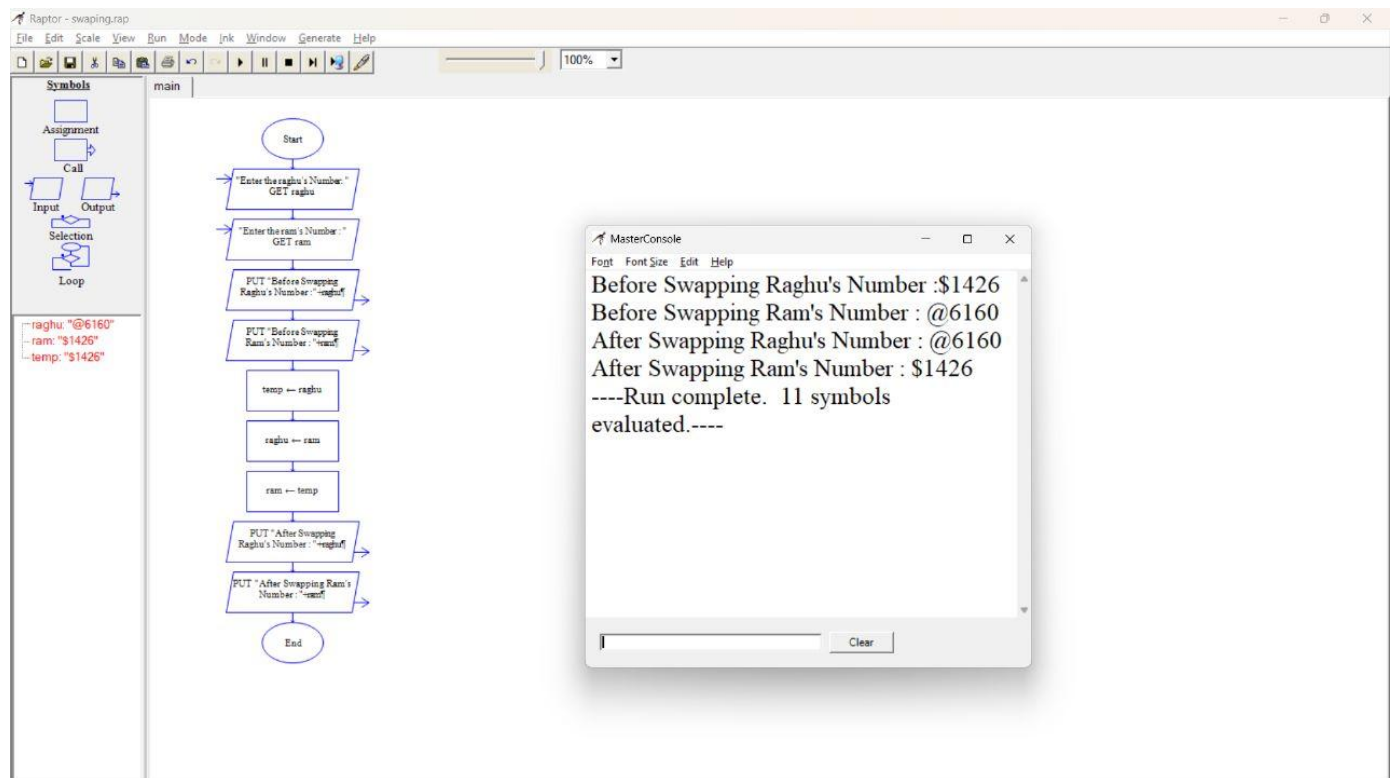 Raptor - swaping.rap
File Edit Scale View Run Mode Ink Window Generate Help
100%
Symbols
Assignment
Call
Input Output
Selection
Loop
raghu: "@6160"
ram: "$1426"
temp: "$1426"
main
Start
"Enter the raghu's Number: "
GET raghu
"Enter the ram's Number : "
GET ram
PUT "Before Swapping
Raghu's Number :"+raghu¶
PUT "Before Swapping
Ram's Number : "+ram¶
temp ← raghu
raghu ← ram
ram ← temp
PUT "After Swapping
Raghu's Number : "+raghu¶
PUT "After Swapping Ram's
Number : "+ram¶
End
MasterConsole
Font Font Size Edit Help
Before Swapping Raghu's Number :$1426
Before Swapping Ram's Number : @6160
After Swapping Raghu's Number : @6160
After Swapping Ram's Number : $1426
----Run complete. 11 symbols
evaluated.----
Clear